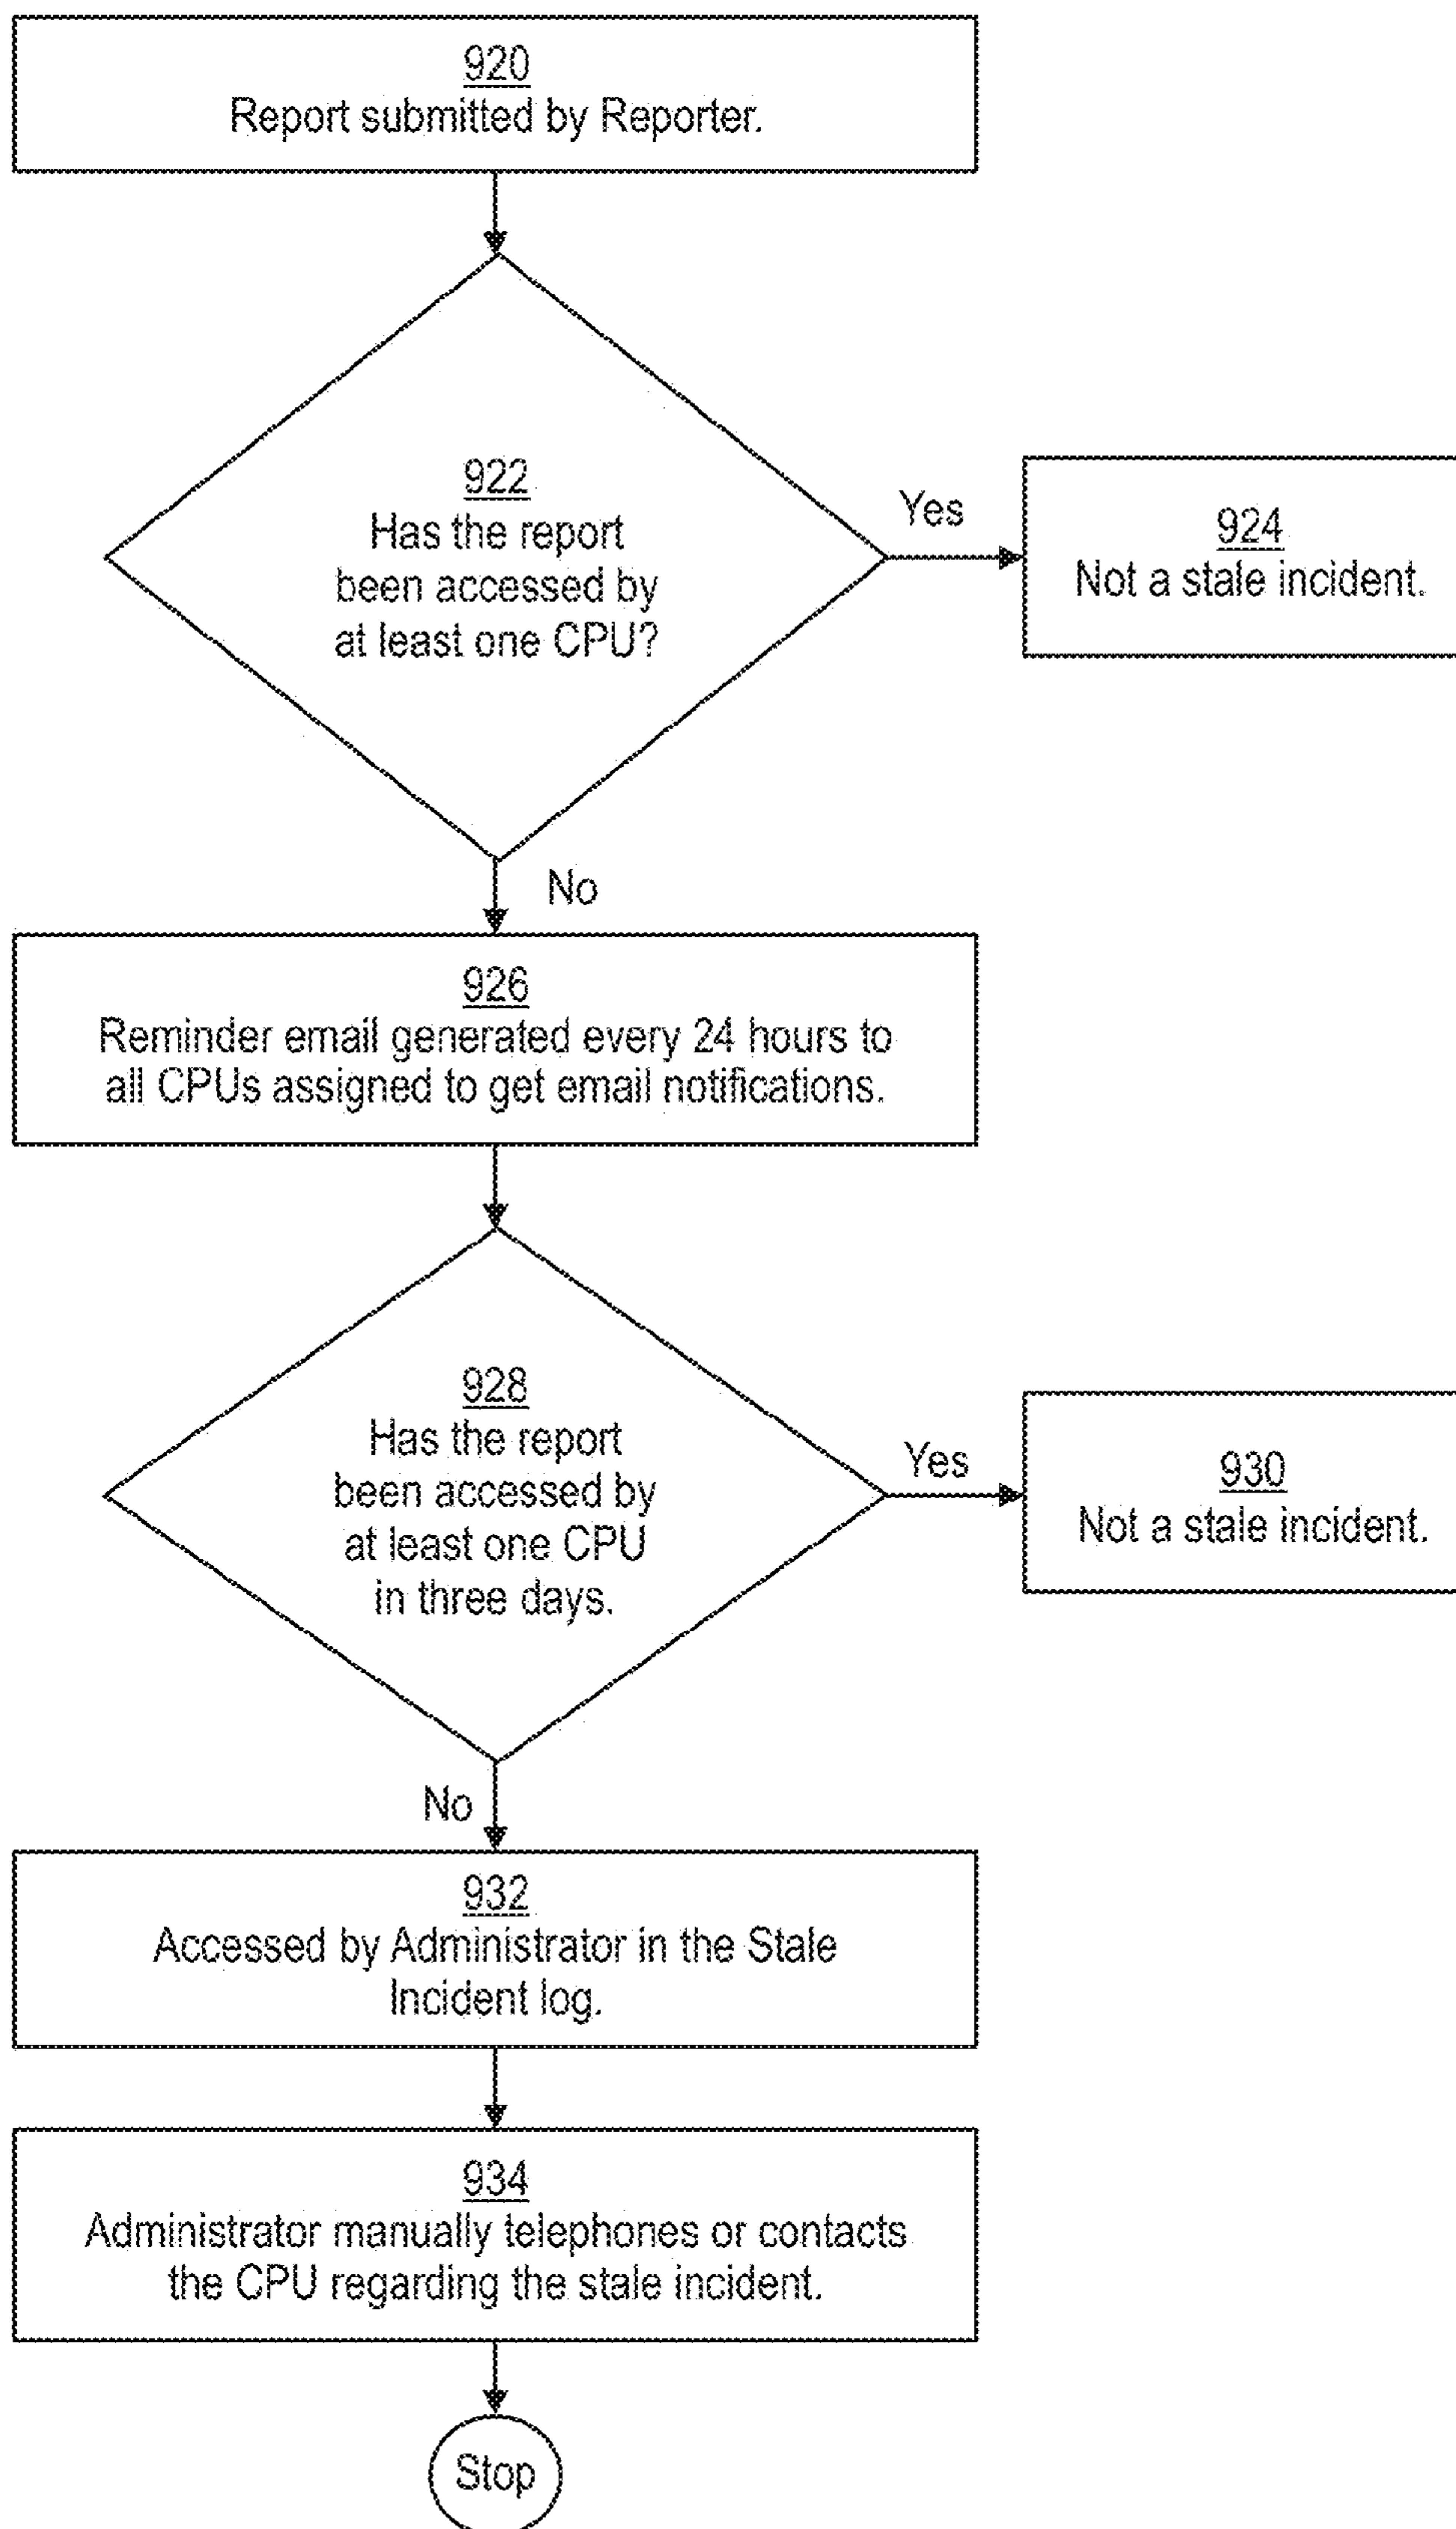 920
Report submitted by Reporter.
922
Has the report
been accessed by
at least one CPU?
Yes
924
Not a stale incident.
No
926
Reminder email generated every 24 hours to
all CPUs assigned to get email notifications.
928
Has the report
been accessed by
at least one CPU
in three days.
Yes
930
Not a stale incident.
No
932
Accessed by Administrator in the Stale
Incident log.
934
Administrator manually telephones or contacts
the CPU regarding the stale incident.
Stop